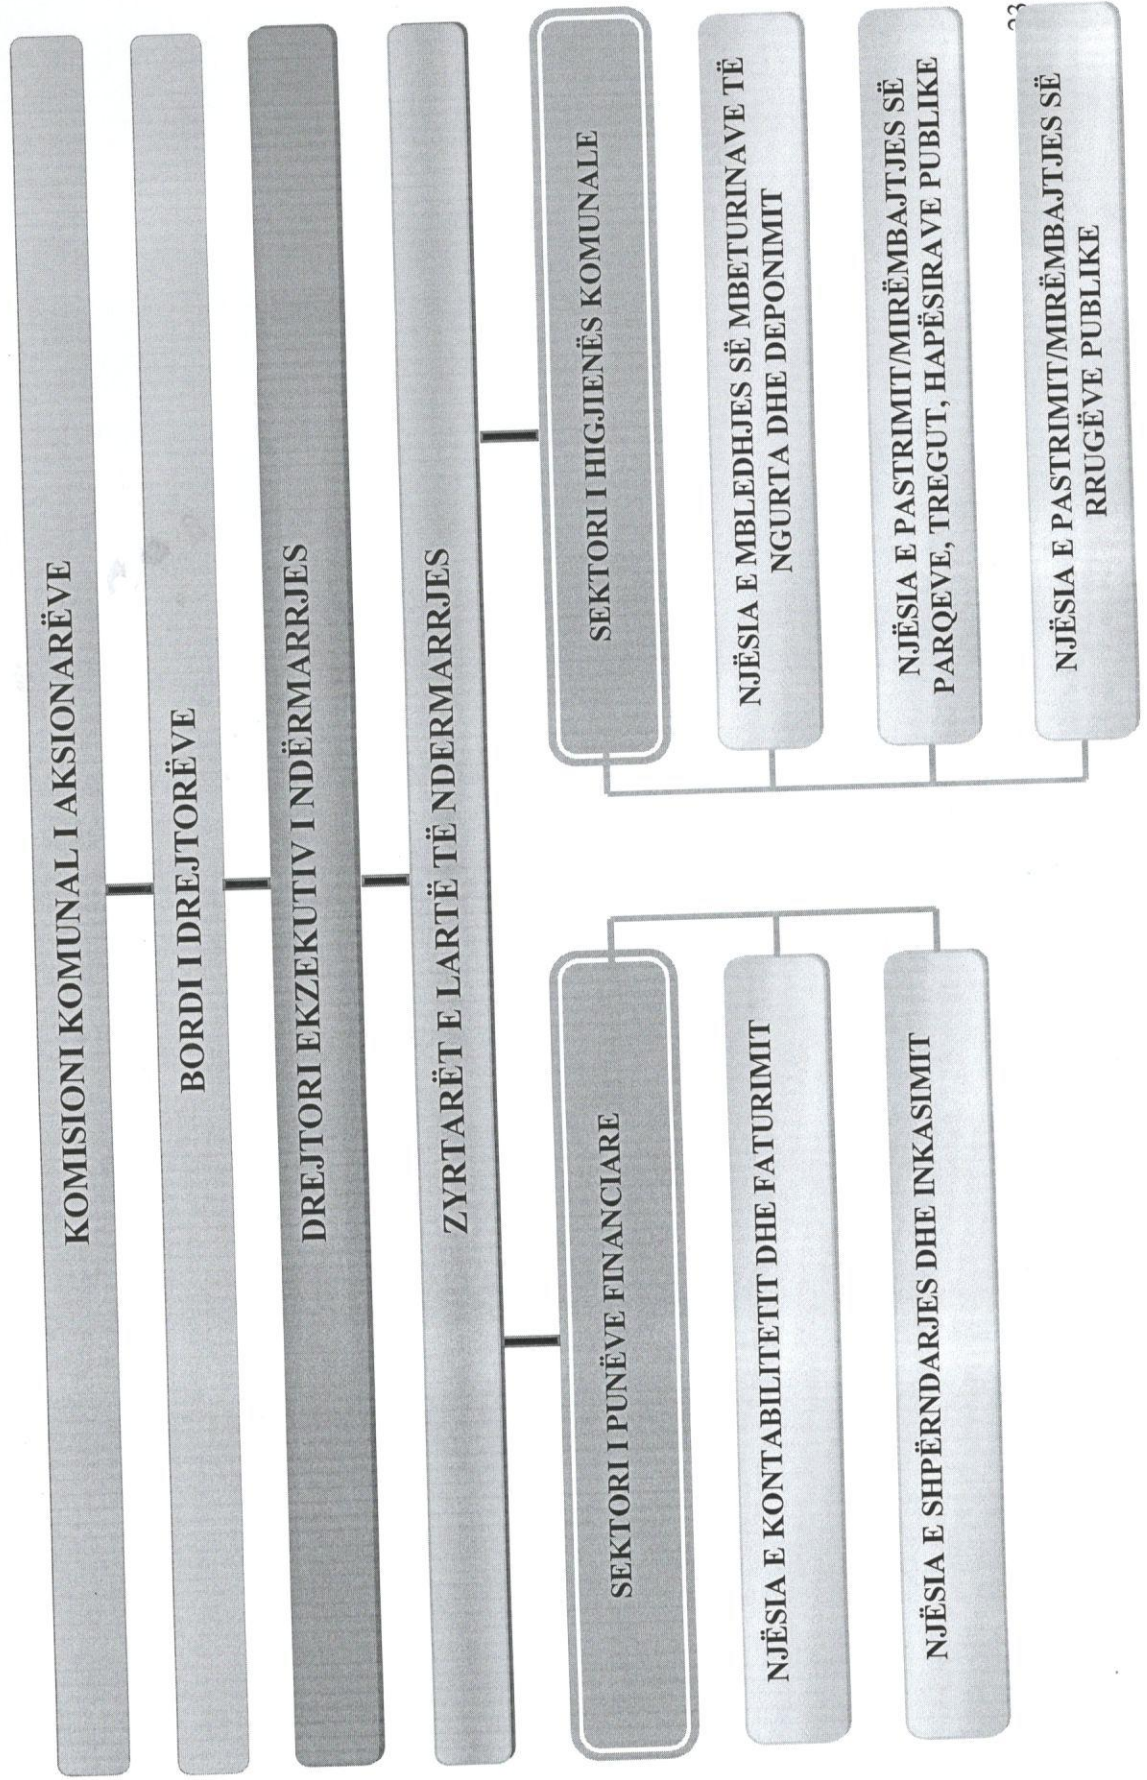 KOMISIONI KOMUNAL I AKSIONARËVE
BORDI I DREJTORËVE
DREJTORI EKZEKUTIV I NDËRMARRJES
ZYRTARËT E LARTË TË NDERMARRJES
SEKTORI I PUNËVE FINANCIARE
NJËSIA E KONTABILITETIT DHE FATURIMIT
NJËSIA E SHPËRNDARJES DHE INKASIMIT
SEKTORI I HIGJIENËS KOMUNALE
NJËSIA E MBLEDHJES SË MBETURINAVE TË
NGURTA DHE DEPONIMIT
NJËSIA E PASTRIMIT/MIRËMBAJTJES SË
PARQEVE, TREGUT, HAPËSIRAVE PUBLIKE
NJËSIA E PASTRIMIT/MIRËMBAJTJES SË
RRUGËVE PUBLIKE